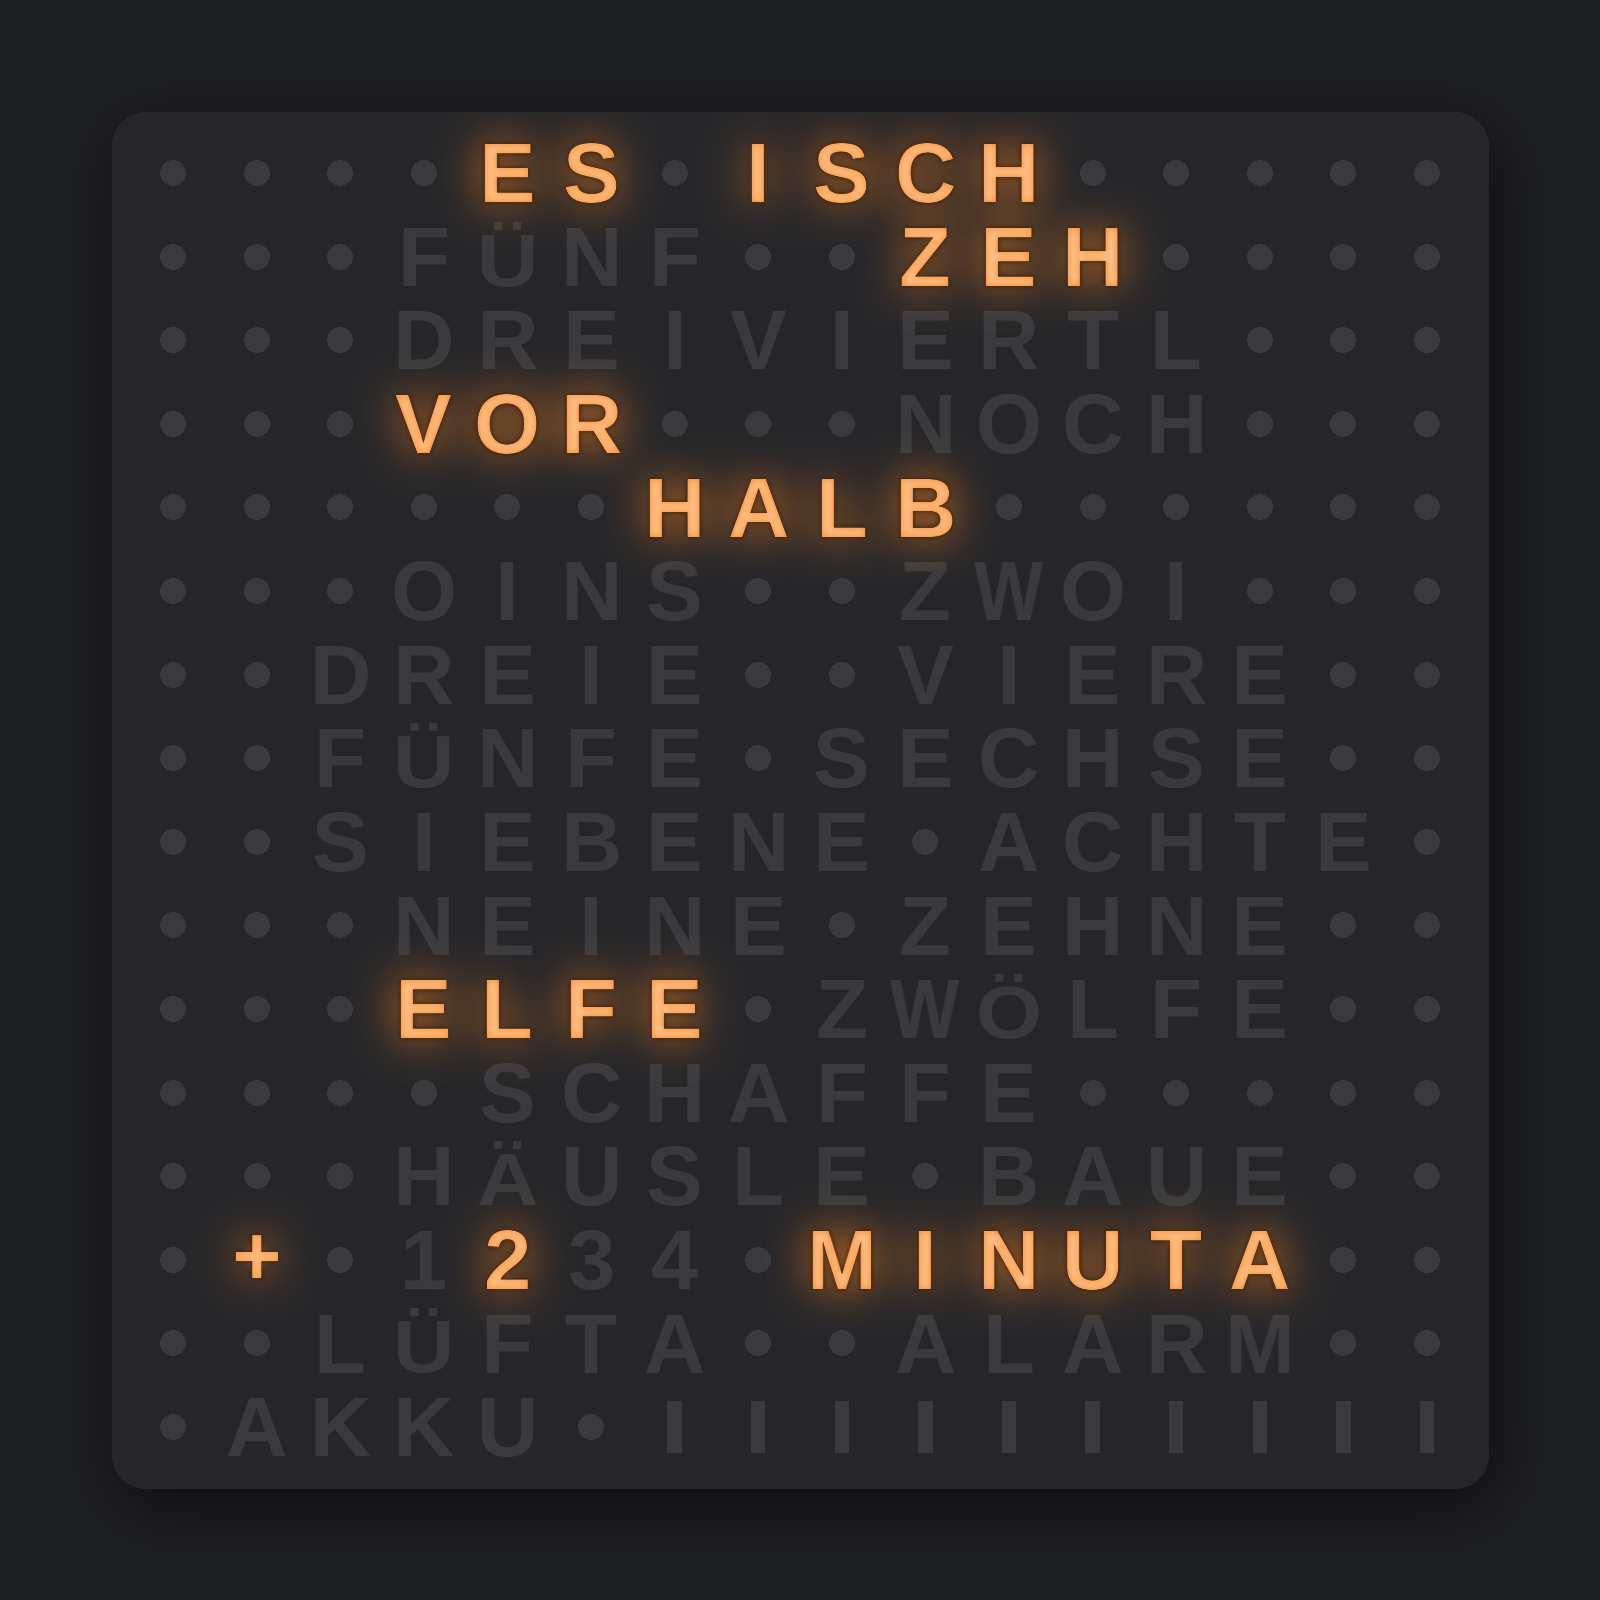 ES ISCH
FÜNF ZEH
DREIVIERTL
VOR NOCH
HALB
OINS ZWOI
DREIE VIERE
FÜNFE SECHSE
SIEBENE ACHTE
NEINE ZEHNE
ELFE ZWÖLFE
SCHAFFE
HÄUSLE BAUE
+ 1 2 3 4 MINUTA
LÜFTA ALARM
AKKU I I I I I I I I I I